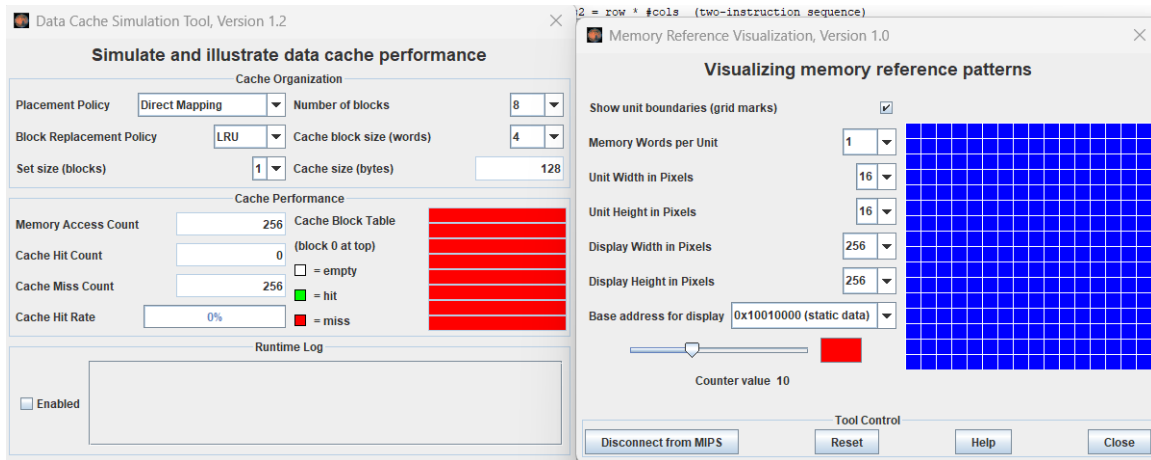 Data Cache Simulation Tool, Version 1.2
Simulate and illustrate data cache performance
Cache Organization
Placement Policy Direct Mapping Number of blocks 8
Block Replacement Policy LRU Cache block size (words) 4
Set size (blocks) 1 Cache size (bytes) 128
Cache Performance
Memory Access Count 256 Cache Block Table
(block 0 at top)
Cache Hit Count 0
= empty
Cache Miss Count 256
= hit
Cache Hit Rate 0%
= miss
Runtime Log
Enabled
2 = row * #cols (two-instruction sequence)
Memory Reference Visualization, Version 1.0
Visualizing memory reference patterns
Show unit boundaries (grid marks)
Memory Words per Unit 1
Unit Width in Pixels 16
Unit Height in Pixels 16
Display Width in Pixels 256
Display Height in Pixels 256
Base address for display 0x10010000 (static data)
Counter value 10
Tool Control
Disconnect from MIPS Reset Help Close